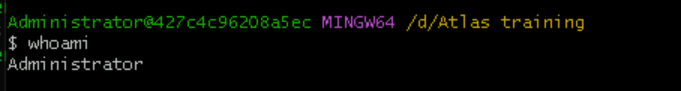 Administrator@427c4c96208a5ec MINGW64 /d/Atlas training
$ whoami
Administrator